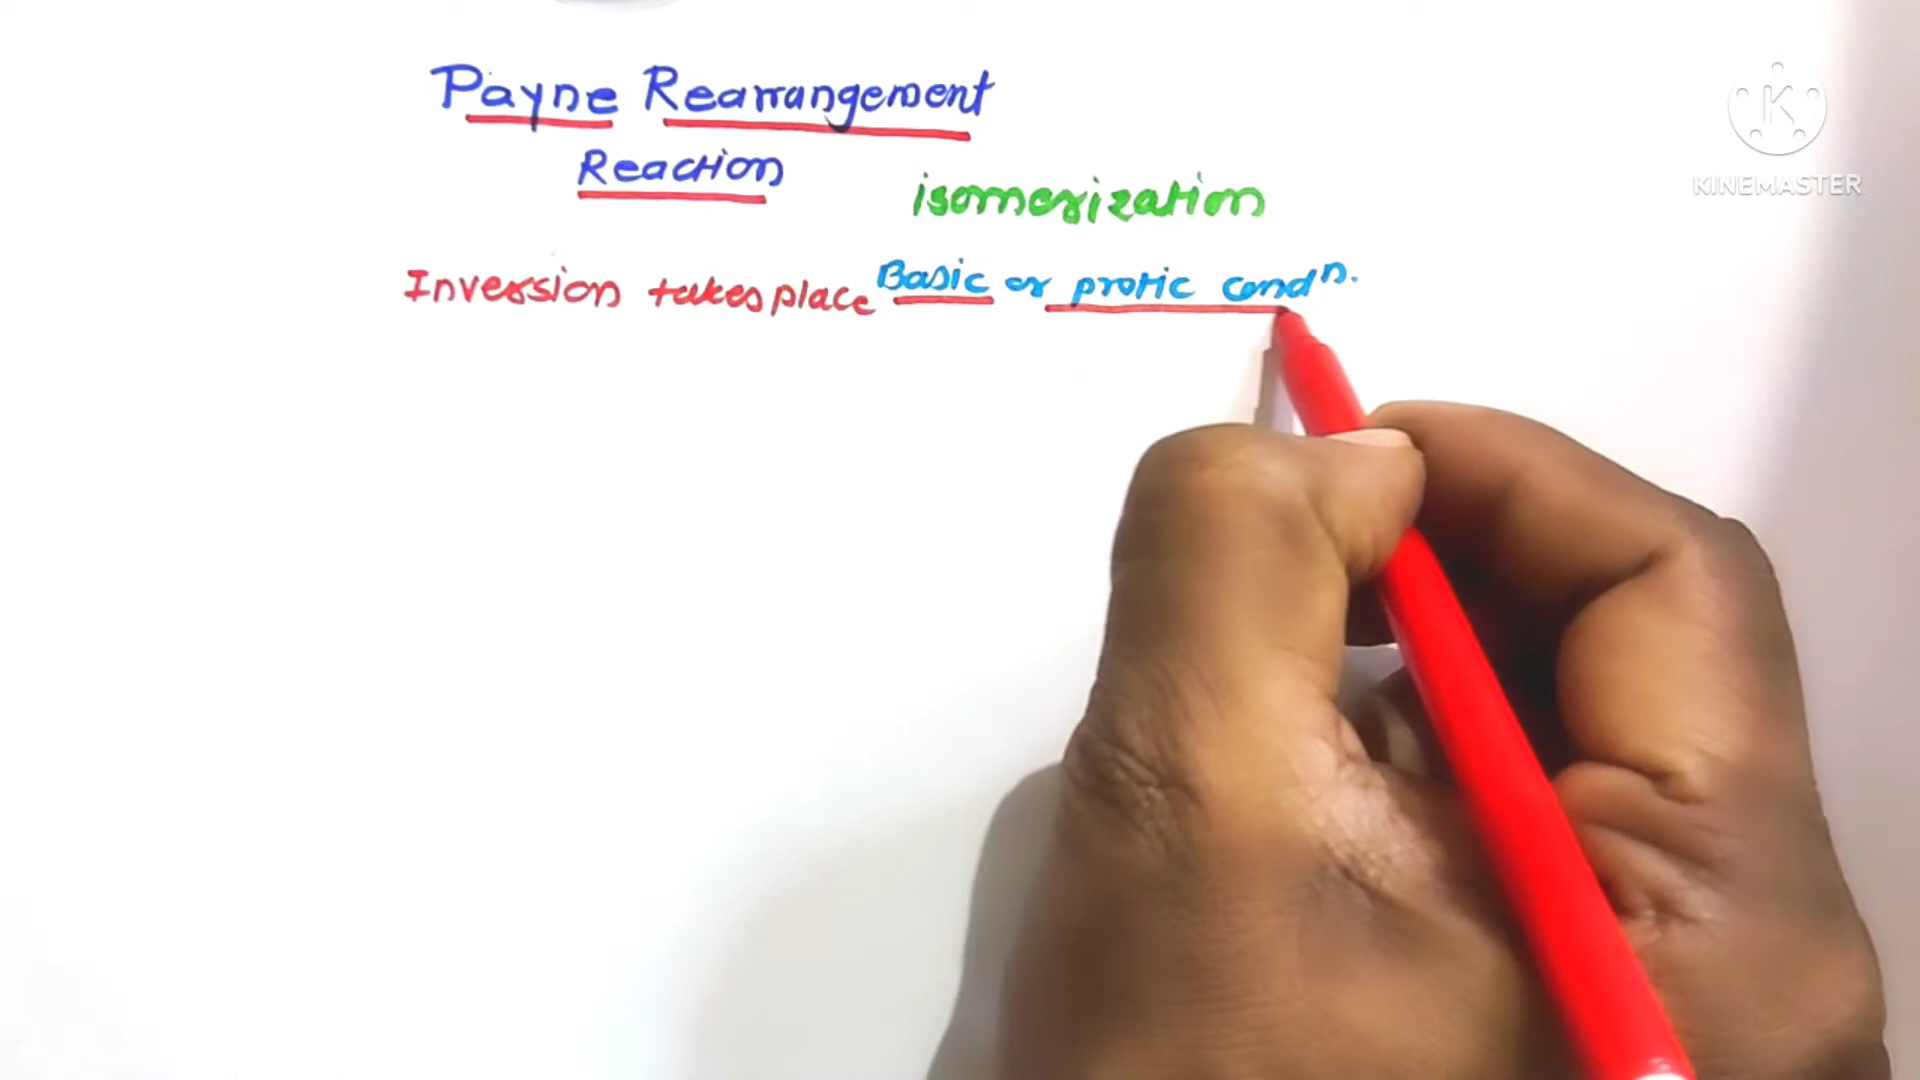 Payne Rearrangement
Reaction
isomerization
Inversion takes place Basic or protic condn.
K
KINEMASTER